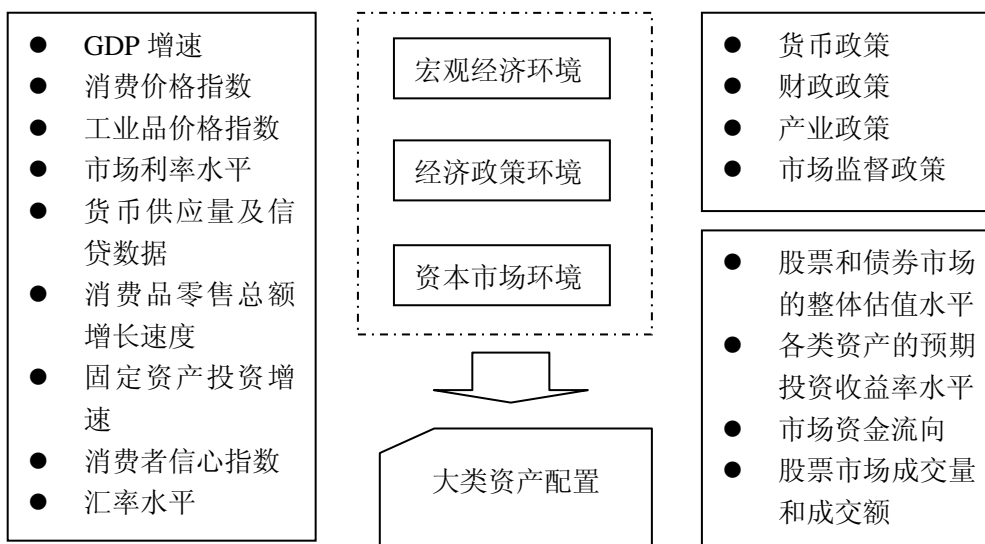 GDP 增速
消费价格指数
工业品价格指数
市场利率水平
货币供应量及信
贷数据
消费品零售总额
增长速度
固定资产投资增
速
消费者信心指数
汇率水平
宏观经济环境
经济政策环境
资本市场环境
大类资产配置
货币政策
财政政策
产业政策
市场监督政策
股票和债券市场
的整体估值水平
各类资产的预期
投资收益率水平
市场资金流向
股票市场成交量
和成交额